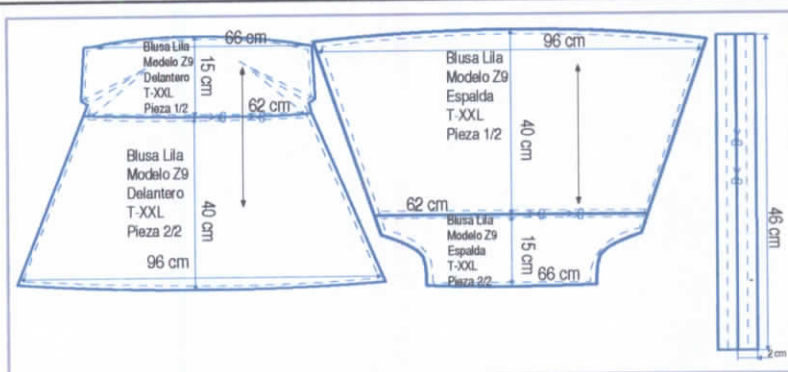 66 cm
Blusa Lila
Modelo Z9
Delantero
T-XXL
Pieza 1/2
15 cm
62 cm
Blusa Lila
Modelo Z9
Delantero
T-XXL
Pieza 2/2
40 cm
96 cm
96 cm
Blusa Lila
Modelo Z9
Espalda
T-XXL
Pieza 1/2
40 cm
62 cm
Blusa Lila
Modelo Z9
Espalda
T-XXL
Pieza 2/2
15 cm
66 cm
46 cm
2 cm